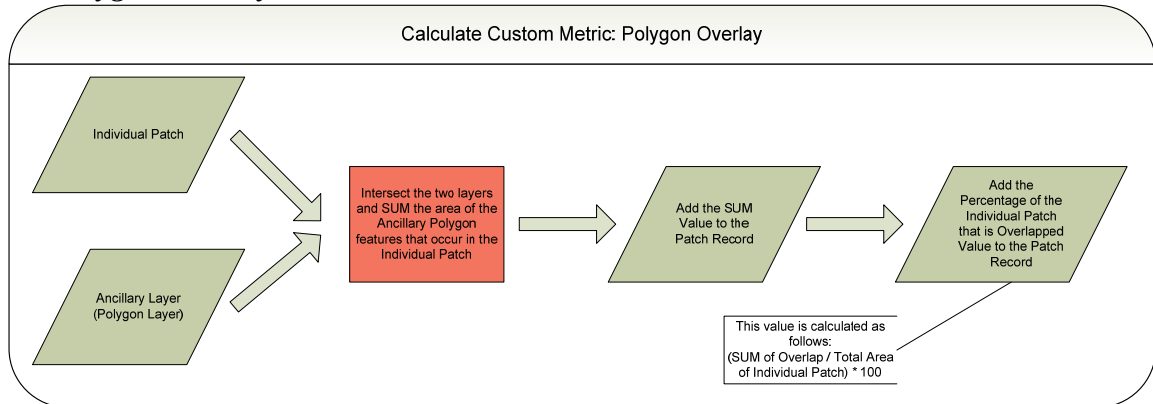 Calculate Custom Metric: Polygon Overlay
Individual Patch
Ancillary Layer
(Polygon Layer)
Intersect the two layers
and SUM the area of the
Ancillary Polygon
features that occur in the
Individual Patch
Add the SUM
Value to the
Patch Record
Add the
Percentage of the
Individual Patch
that is Overlapped
Value to the Patch
Record
This value is calculated as
follows:
(SUM of Overlap / Total Area
of Individual Patch) * 100